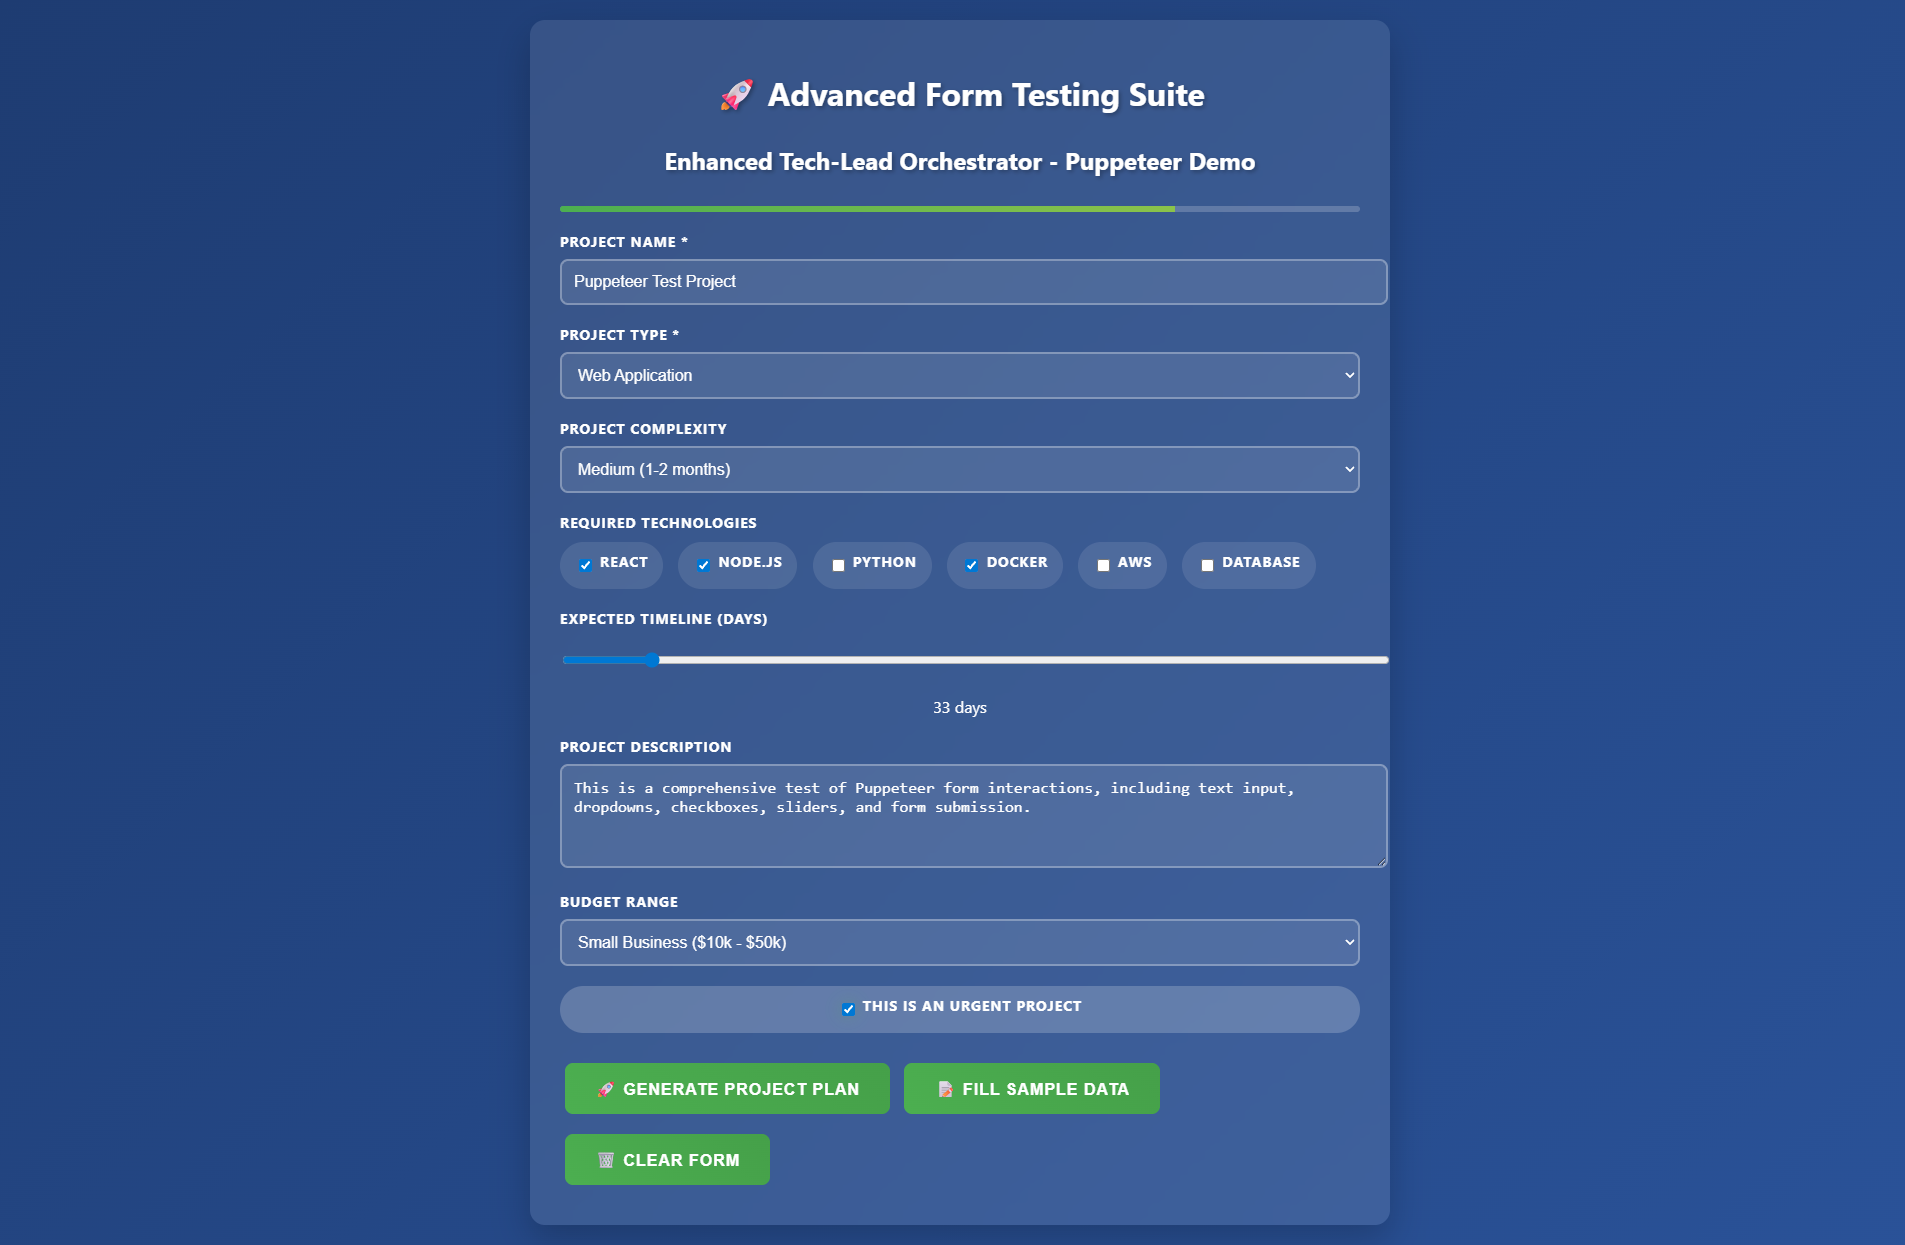 🚀 Advanced Form Testing Suite
Enhanced Tech-Lead Orchestrator - Puppeteer Demo
PROJECT NAME *
Puppeteer Test Project
PROJECT TYPE *
Web Application
PROJECT COMPLEXITY
Medium (1-2 months)
REQUIRED TECHNOLOGIES
REACT NODE.JS PYTHON DOCKER AWS DATABASE
EXPECTED TIMELINE (DAYS)
33 days
PROJECT DESCRIPTION
This is a comprehensive test of Puppeteer form interactions, including text input,
dropdowns, checkboxes, sliders, and form submission.
BUDGET RANGE
Small Business ($10k - $50k)
THIS IS AN URGENT PROJECT
🚀 GENERATE PROJECT PLAN 📝 FILL SAMPLE DATA
🗑️ CLEAR FORM